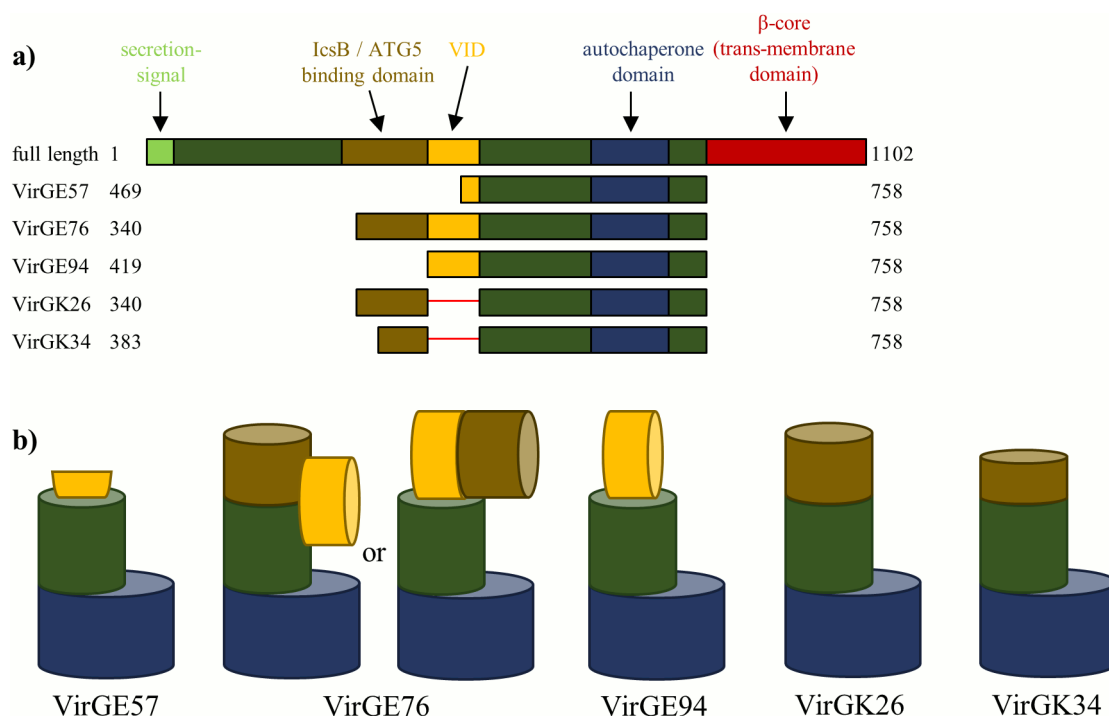 a)
secretion-
signal
IcsB / ATG5
binding domain
VID
autochaperone
domain
β-core
(trans-membrane
domain)
full length 1 1102
VirGE57 469 758
VirGE76 340 758
VirGE94 419 758
VirGK26 340 758
VirGK34 383 758
b)
or
VirGE57 VirGE76 VirGE94 VirGK26 VirGK34